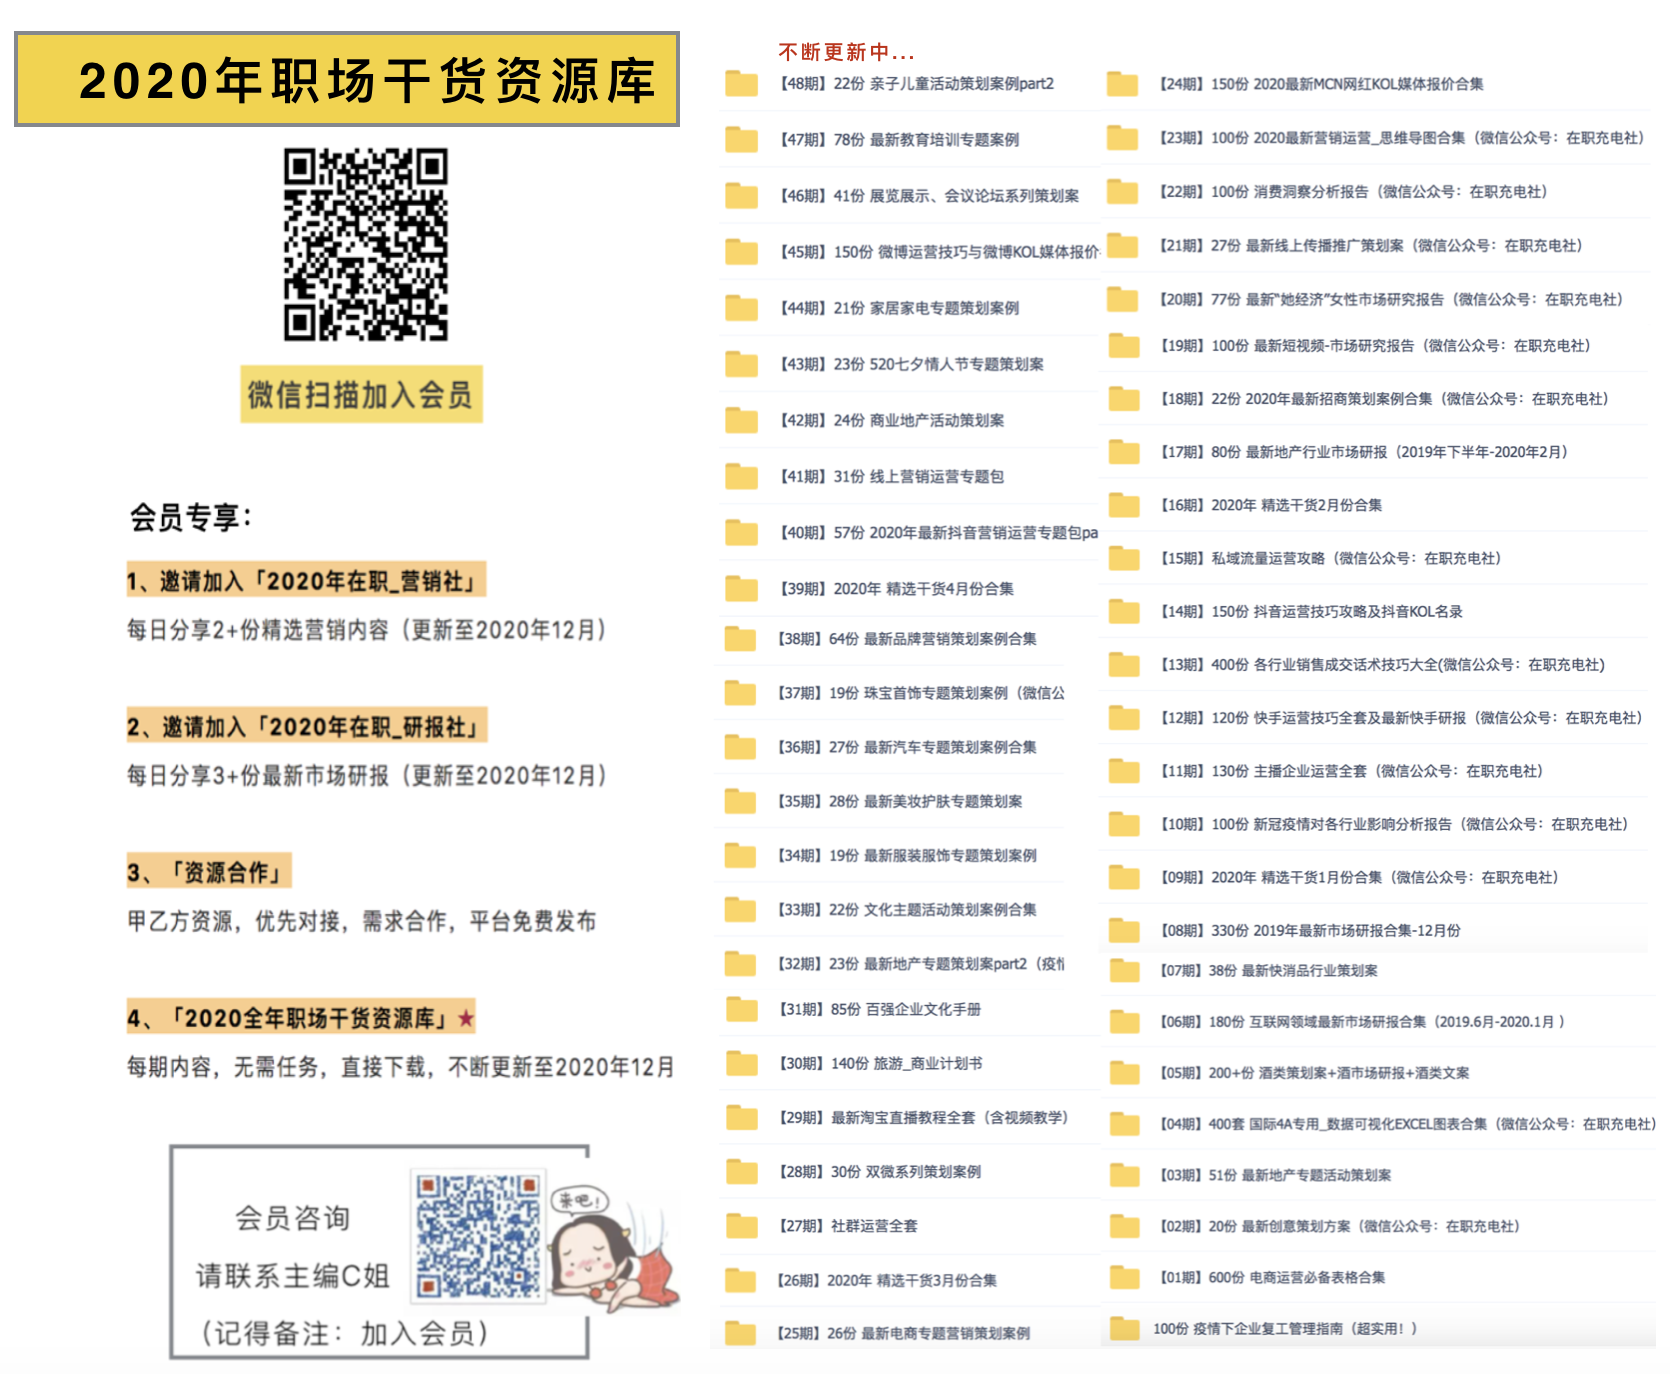 2020年职场干货资源库
微信扫描加入会员
会员专享：
1、邀请加入「2020年在职_营销社」
每日分享2+份精选营销内容（更新至2020年12月）
2、邀请加入「2020年在职_研报社」
每日分享3+份最新市场研报（更新至2020年12月）
3、「资源合作」
甲乙方资源，优先对接，需求合作，平台免费发布
4、「2020全年职场干货资源库」★
每期内容，无需任务，直接下载，不断更新至2020年12月
会员咨询
请联系主编C姐
（记得备注：加入会员）
来吧！
不断更新中...
【48期】22份 亲子儿童活动策划案例part2
【47期】78份 最新教育培训专题案例
【46期】41份 展览展示、会议论坛系列策划案
【45期】150份 微博运营技巧与微博KOL媒体报价
【44期】21份 家居家电专题策划案例
【43期】23份 520七夕情人节专题策划案
【42期】24份 商业地产活动策划案
【41期】31份 线上营销运营专题包
【40期】57份 2020年最新抖音营销运营专题包pa
【39期】2020年 精选干货4月份合集
【38期】64份 最新品牌营销策划案例合集
【37期】19份 珠宝首饰专题策划案例（微信公
【36期】27份 最新汽车专题策划案例合集
【35期】28份 最新美妆护肤专题策划案
【34期】19份 最新服装服饰专题策划案例
【33期】22份 文化主题活动策划案例合集
【32期】23份 最新地产专题策划案part2（疫情
【31期】85份 百强企业文化手册
【30期】140份 旅游_商业计划书
【29期】最新淘宝直播教程全套（含视频教学）
【28期】30份 双微系列策划案例
【27期】社群运营全套
【26期】2020年 精选干货3月份合集
【25期】26份 最新电商专题营销策划案例
【24期】150份 2020最新MCN网红KOL媒体报价合集
【23期】100份 2020最新营销运营_思维导图合集（微信公众号：在职充电社）
【22期】100份 消费洞察分析报告（微信公众号：在职充电社）
【21期】27份 最新线上传播推广策划案（微信公众号：在职充电社）
【20期】77份 最新“她经济”女性市场研究报告（微信公众号：在职充电社）
【19期】100份 最新短视频-市场研究报告（微信公众号：在职充电社）
【18期】22份 2020年最新招商策划案例合集（微信公众号：在职充电社）
【17期】80份 最新地产行业市场研报（2019年下半年-2020年2月）
【16期】2020年 精选干货2月份合集
【15期】私域流量运营攻略（微信公众号：在职充电社）
【14期】150份 抖音运营技巧攻略及抖音KOL名录
【13期】400份 各行业销售成交话术技巧大全(微信公众号：在职充电社)
【12期】120份 快手运营技巧全套及最新快手研报（微信公众号：在职充电社）
【11期】130份 主播企业运营全套（微信公众号：在职充电社）
【10期】100份 新冠疫情对各行业影响分析报告（微信公众号：在职充电社）
【09期】2020年 精选干货1月份合集（微信公众号：在职充电社）
【08期】330份 2019年最新市场研报合集-12月份
【07期】38份 最新快消品行业策划案
【06期】180份 互联网领域最新市场研报合集（2019.6月-2020.1月 ）
【05期】200+份 酒类策划案+酒市场研报+酒类文案
【04期】400套 国际4A专用_数据可视化EXCEL图表合集（微信公众号：在职充电社）
【03期】51份 最新地产专题活动策划案
【02期】20份 最新创意策划方案（微信公众号：在职充电社）
【01期】600份 电商运营必备表格合集
100份 疫情下企业复工管理指南（超实用！）